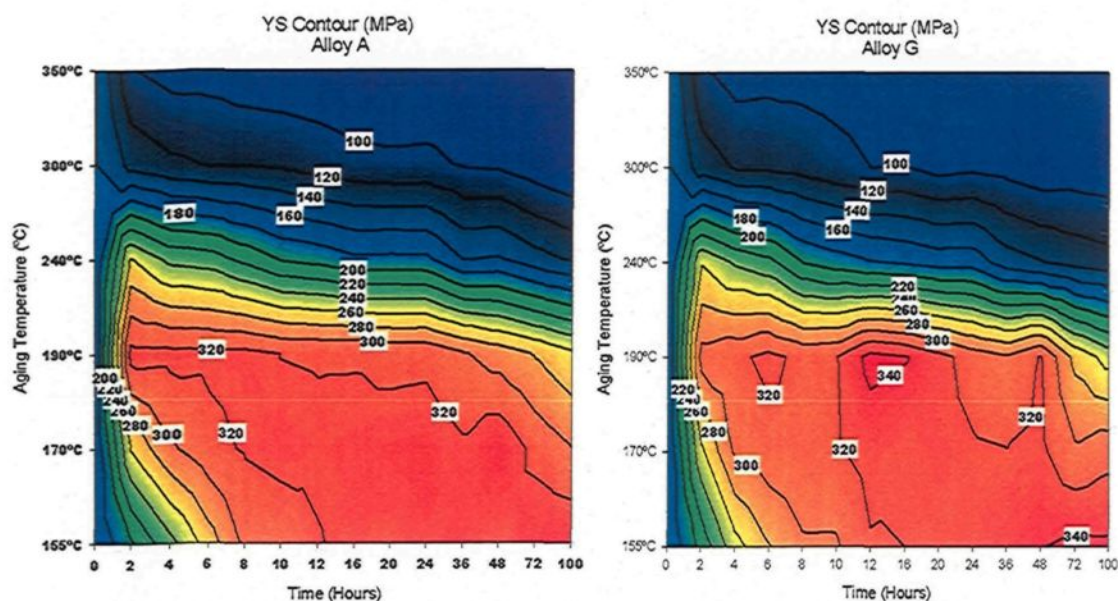 YS Contour (MPa)
Alloy A
350°C
300°C
240°C
190°C
170°C
155°C
Aging Temperature (°C)
100
120
140
160
180
200
220
240
260
280
300
320
200
220
240
260
280
300
320
0 2 4 6 8 10 12 16 20 24 36 48 72 100
Time (Hours)
YS Contour (MPa)
Alloy G
350°C
300°C
240°C
190°C
170°C
155°C
Aging Temperature (°C)
100
120
140
160
180
200
220
240
260
280
300
340
320
320
320
220
240
260
280
300
340
0 2 4 6 8 10 12 16 20 24 36 48 72 100
Time (Hours)